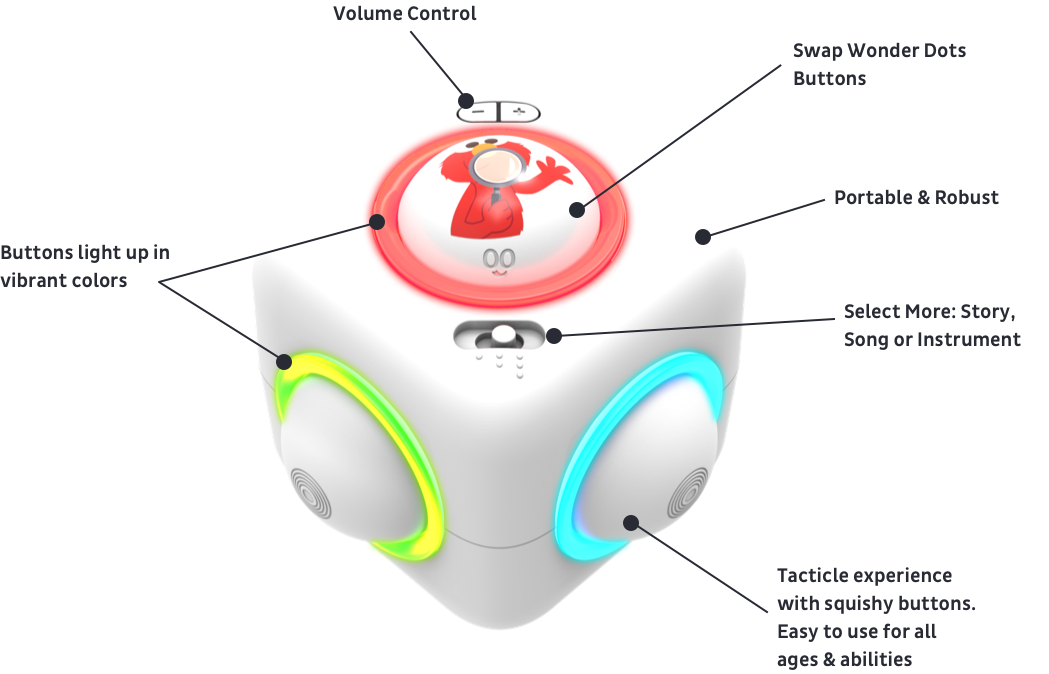 Volume Control
Swap Wonder Dots
Buttons
Portable & Robust
Buttons light up in
vibrant colors
Select More: Story,
Song or Instrument
Tacticle experience
with squishy buttons.
Easy to use for all
ages & abilities